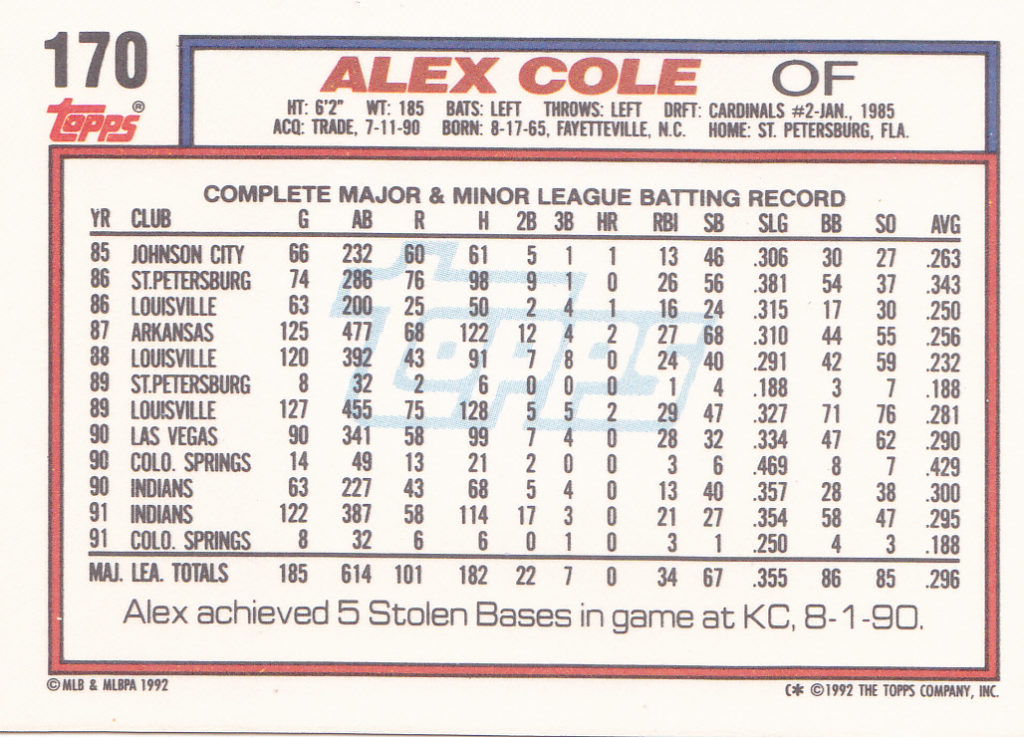 170
topps®
ALEX COLE OF
HT: 6'2" WT: 185 BATS: LEFT THROWS: LEFT DRFT: CARDINALS #2-JAN., 1985
ACQ: TRADE, 7-11-90 BORN: 8-17-65, FAYETTEVILLE, N.C. HOME: ST. PETERSBURG, FLA.
COMPLETE MAJOR & MINOR LEAGUE BATTING RECORD
YR CLUB G AB R H 2B 3B HR RBI SB SLG BB SO AVG
85 JOHNSON CITY 66 232 60 61 5 1 1 13 46 .306 30 27 .263
86 ST.PETERSBURG 74 286 76 98 9 1 0 26 56 .381 54 37 .343
86 LOUISVILLE 63 200 25 50 2 4 1 16 24 .315 17 30 .250
87 ARKANSAS 125 477 68 122 12 4 2 27 68 .310 44 55 .256
88 LOUISVILLE 120 392 43 91 7 8 0 24 40 .291 42 59 .232
89 ST.PETERSBURG 8 32 2 6 0 0 0 1 4 .188 3 7 .188
89 LOUISVILLE 127 455 75 128 5 5 2 29 47 .327 71 76 .281
90 LAS VEGAS 90 341 58 99 7 4 0 28 32 .334 47 62 .290
90 COLO. SPRINGS 14 49 13 21 2 0 0 3 6 .469 8 7 .429
90 INDIANS 63 227 43 68 5 4 0 13 40 .357 28 38 .300
91 INDIANS 122 387 58 114 17 3 0 21 27 .354 58 47 .295
91 COLO. SPRINGS 8 32 6 6 0 1 0 3 1 .250 4 3 .188
MAJ. LEA. TOTALS 185 614 101 182 22 7 0 34 67 .355 86 85 .296
topps
Alex achieved 5 Stolen Bases in game at KC, 8-1-90.
© MLB & MLBPA 1992
C* © 1992 THE TOPPS COMPANY, INC.